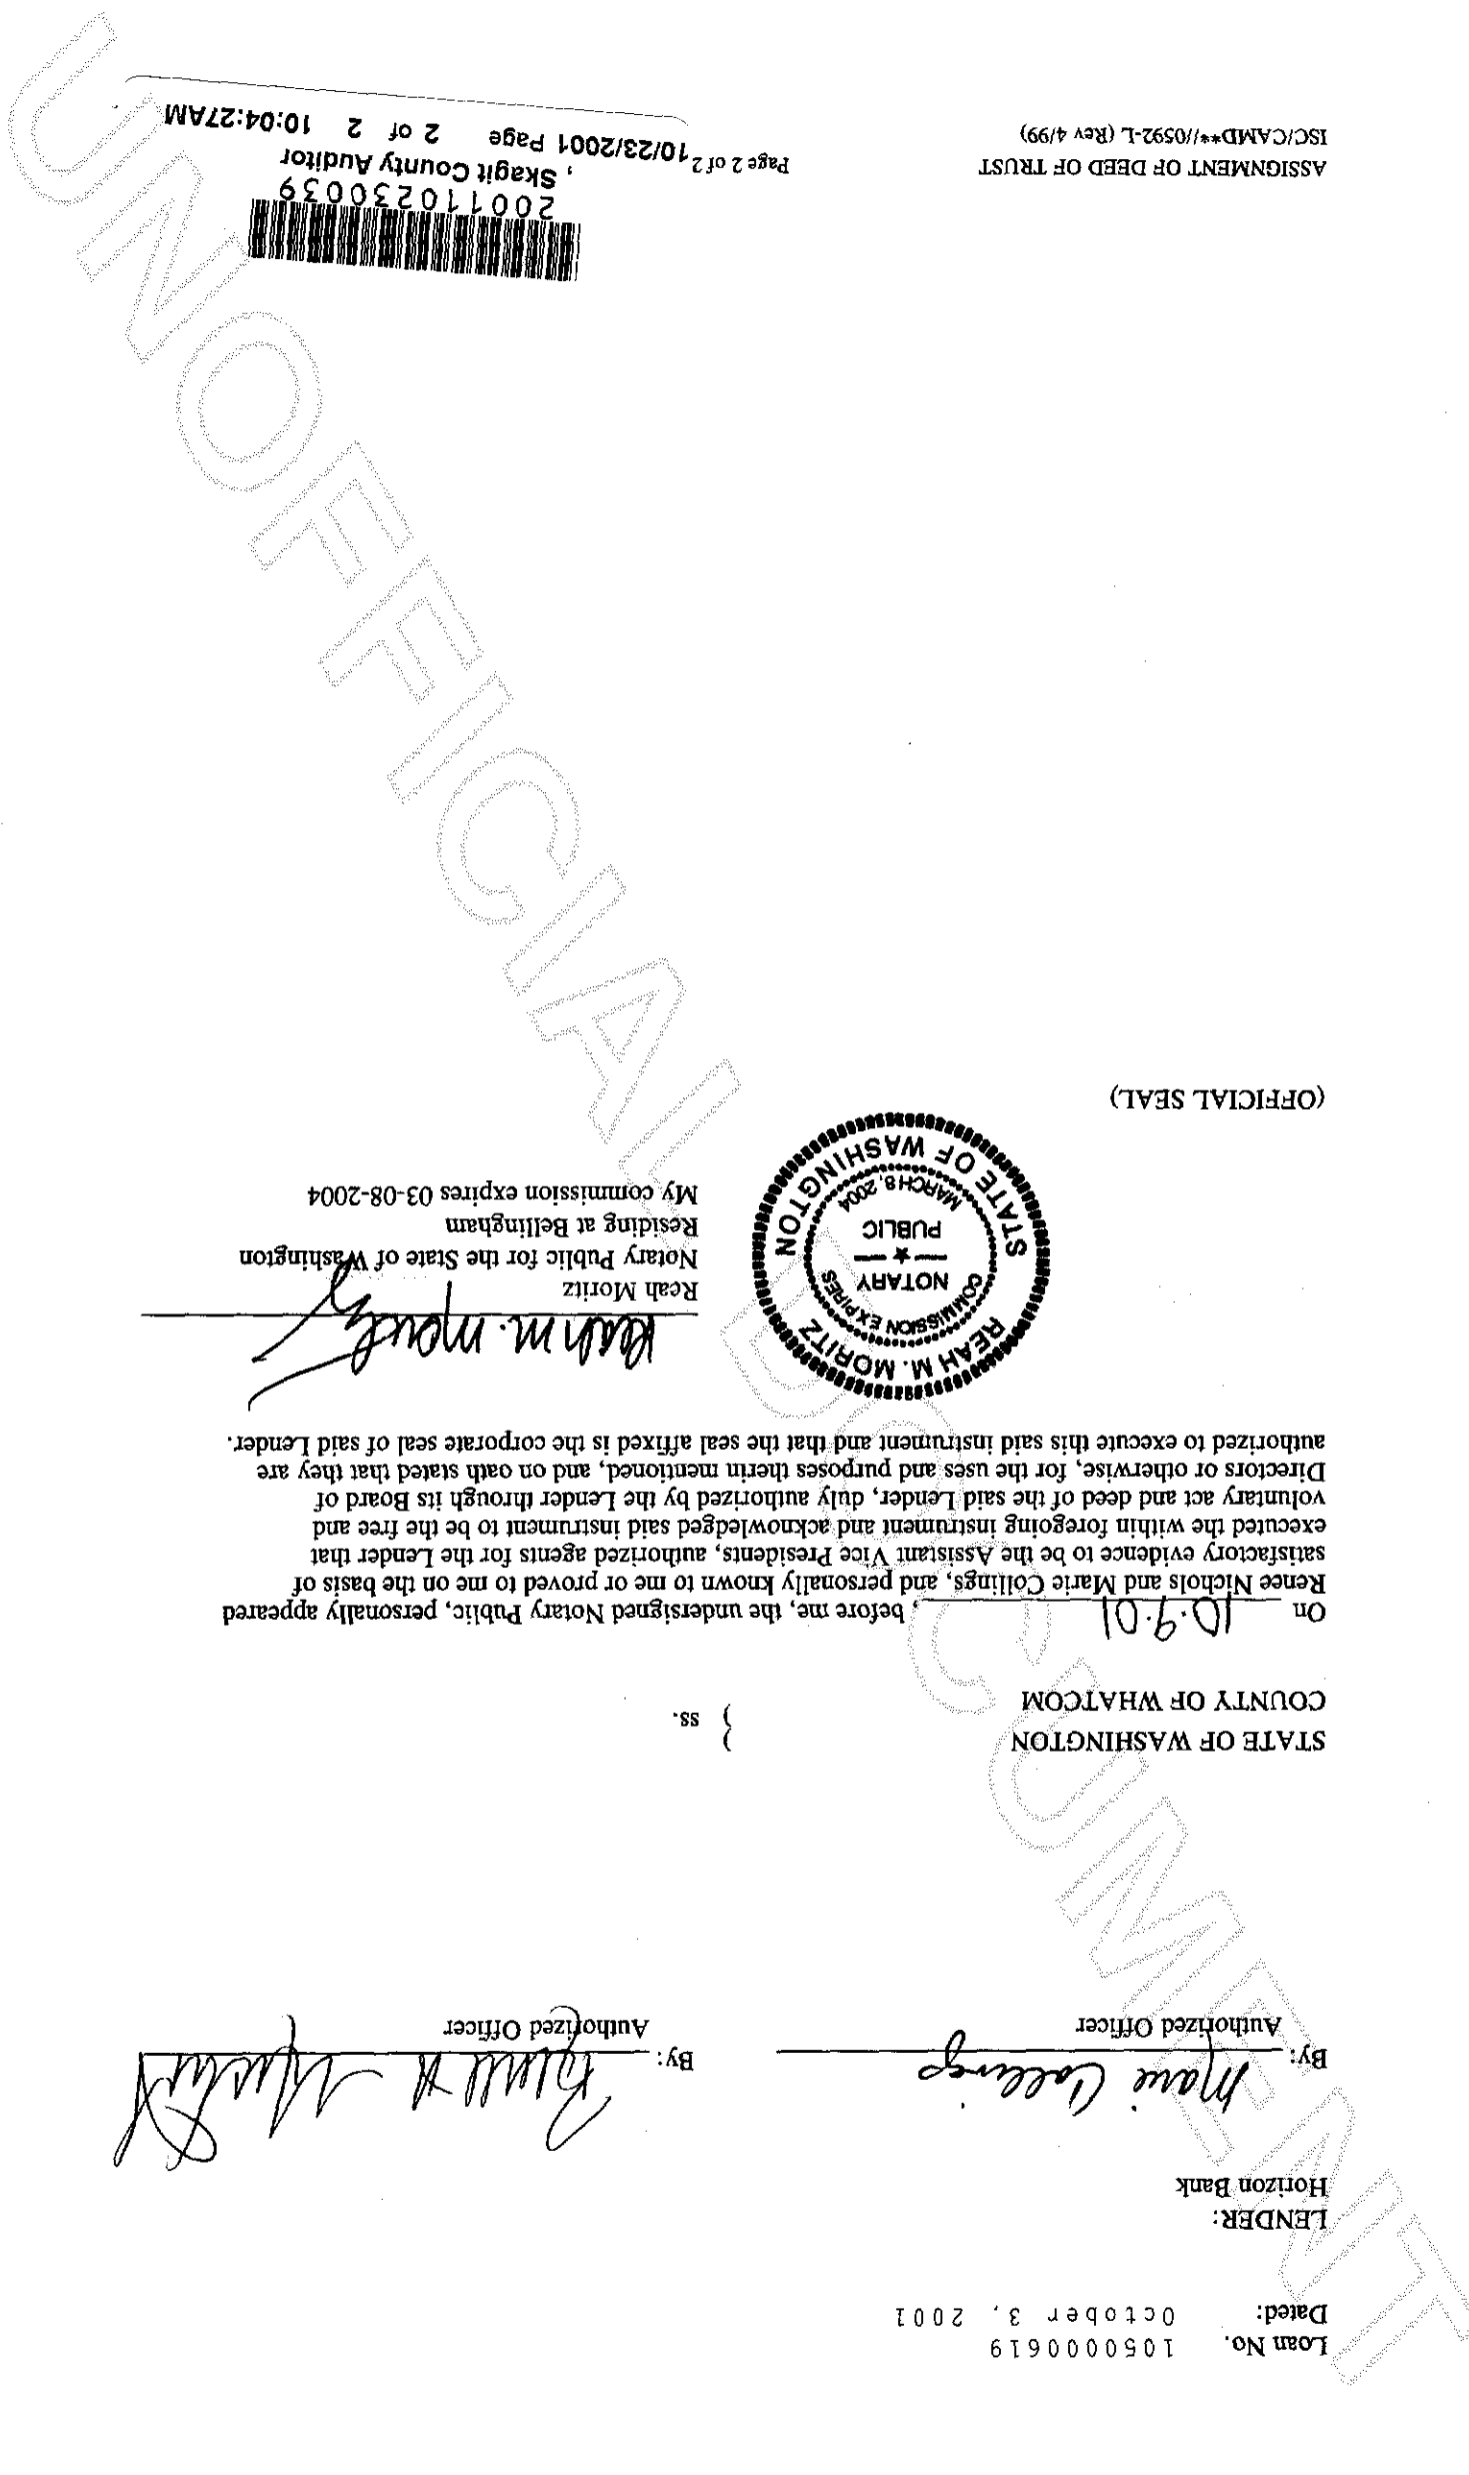 Loan No. 1050000619
Dated: October 3, 2001
LENDER:
Horizon Bank
By: Marie Collings
Authorized Officer
By:
Authorized Officer
STATE OF WASHINGTON
COUNTY OF WHATCOM
} ss.
On 10.9.01, before me, the undersigned Notary Public, personally appeared
Renee Nichols and Marie Collings, and personally known to me or proved to me on the basis of
satisfactory evidence to be the Assistant Vice Presidents, authorized agents for the Lender that
executed the within foregoing instrument and acknowledged said instrument to be the free and
voluntary act and deed of the said Lender, duly authorized by the Lender through its Board of
Directors or otherwise, for the uses and purposes therin mentioned, and on oath stated that they are
authorized to execute this said instrument and that the seal affixed is the corporate seal of said Lender.
REAH M. MORITZ
COMMISSION EXPIRES
NOTARY
PUBLIC
MARCH 8, 2004
STATE OF WASHINGTON
Reah M. Moritz
Reah Moritz
Notary Public for the State of Washington
Residing at Bellingham
My commission expires 03-08-2004
(OFFICIAL SEAL)
ASSIGNMENT OF DEED OF TRUST
ISC/CAMD**//0592-L (Rev 4/99)
Page 2 of 2
200110230039
, Skagit County Auditor
10/23/2001 Page 2 of 2 10:04:27AM
UNOFFICIAL DOCUMENT